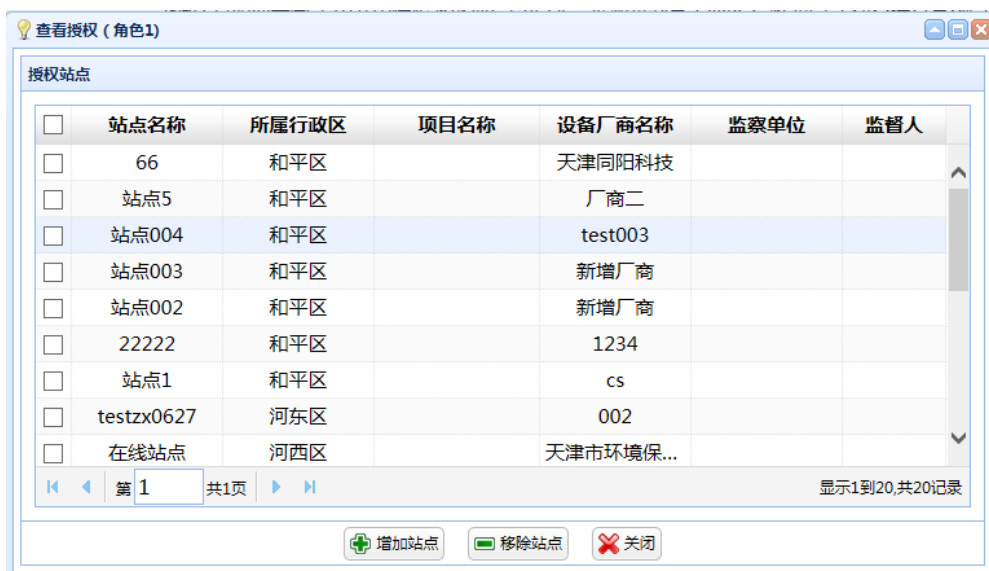 查看授权 ( 角色1)
授权站点
站点名称 所属行政区 项目名称 设备厂商名称 监察单位 监督人
66 和平区 天津同阳科技
站点5 和平区 厂商二
站点004 和平区 test003
站点003 和平区 新增厂商
站点002 和平区 新增厂商
22222 和平区 1234
站点1 和平区 cs
testzx0627 河东区 002
在线站点 河西区 天津市环境保...
第 1 共1页 显示1到20,共20记录
增加站点 移除站点 关闭